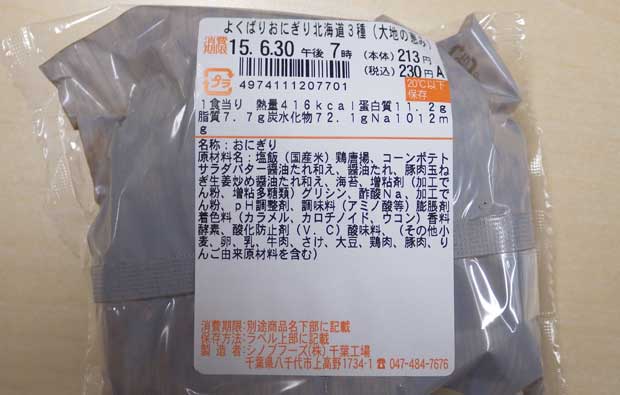 よくばりおにぎり北海道3種(大地の恵み)
消費期限 15. 6.30 午後 7時 (本体) 213円
(税込) 230円 A
プラ
4974111207701
20℃以下保存
1食当り 熱量416kcal蛋白質11.2g
脂質7.7g炭水化物72.1gNa1012m
g
名称:おにぎり
原材料名:塩飯(国産米)鶏唐揚、コーンポテト
サラダバター醤油たれ和え、醤油たれ、豚肉玉ね
ぎ生姜炒め醤油たれ和え、海苔、増粘剤(加工で
ん粉、増粘多糖類)グリシン、酢酸Na、加工で
ん粉、pH調整剤、調味料(アミノ酸等)膨脹剤
着色料(カラメル、カロチノイド、ウコン)香料
酵素、酸化防止剤(V.C)酸味料、(その他小
麦、卵、乳、牛肉、さけ、大豆、鶏肉、豚肉、り
んご由来原材料を含む)
消費期限:別途商品名下部に記載
保存方法:ラベル上部に記載
製造者:シノブフーズ(株)千葉工場
千葉県八千代市上高野1734-1 ☎ 047-484-7676